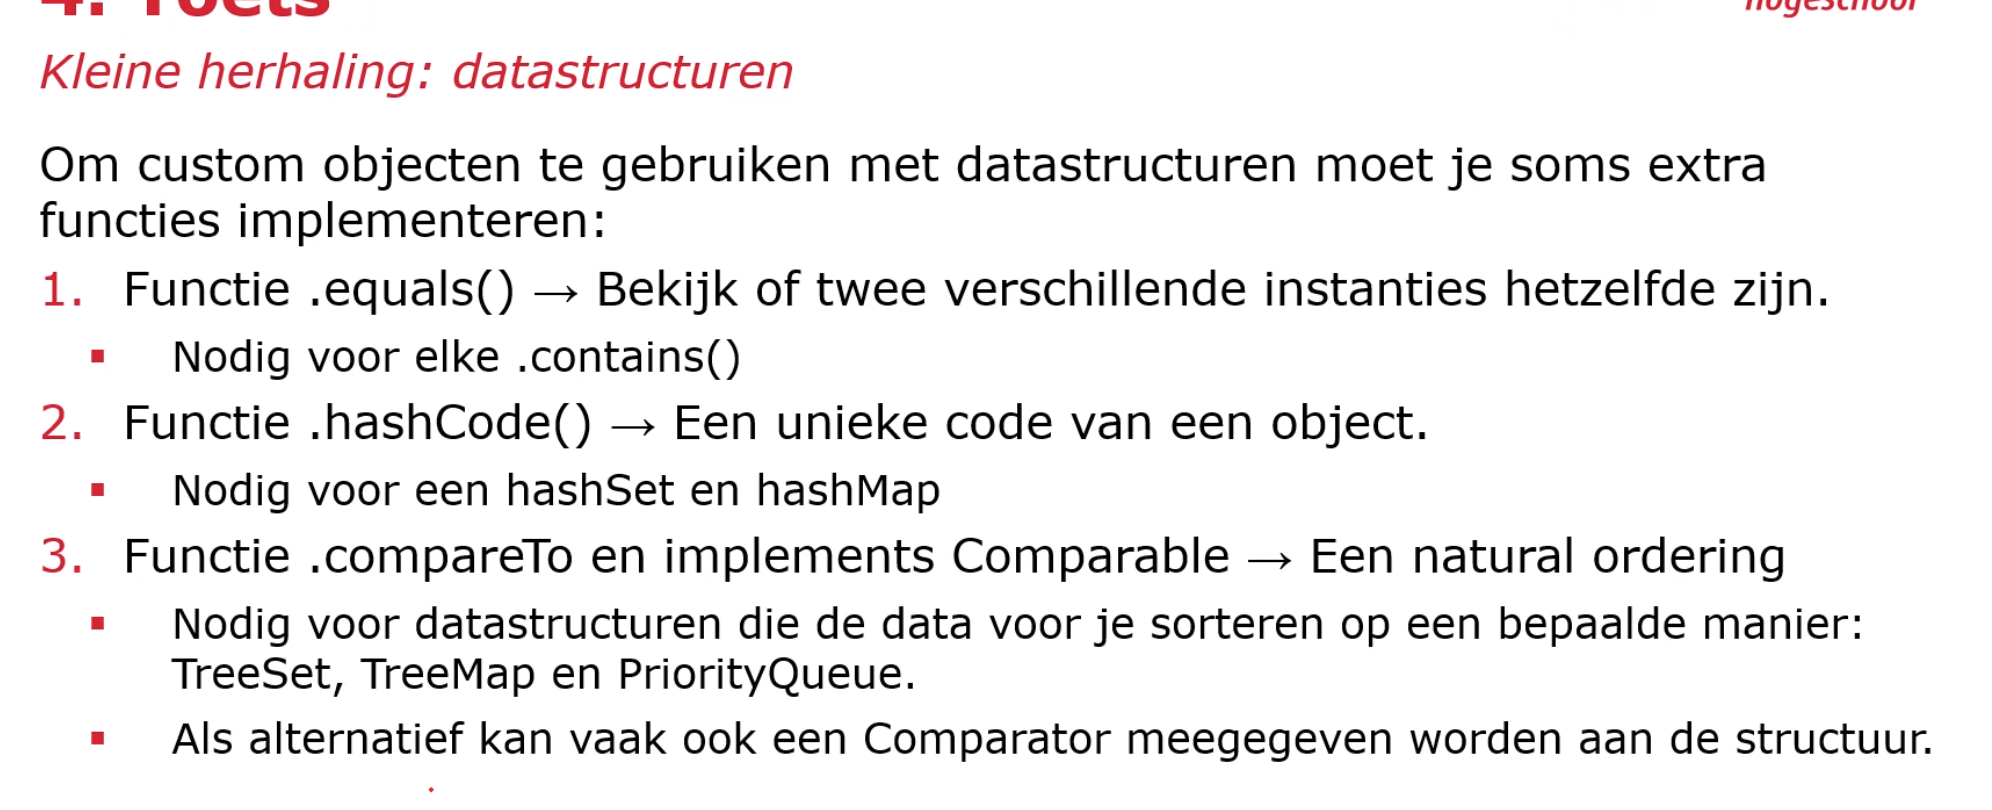 4. Toets
hogeschool
Kleine herhaling: datastructuren
Om custom objecten te gebruiken met datastructuren moet je soms extra
functies implementeren:
1. Functie .equals() → Bekijk of twee verschillende instanties hetzelfde zijn.
▪ Nodig voor elke .contains()
2. Functie .hashCode() → Een unieke code van een object.
▪ Nodig voor een hashSet en hashMap
3. Functie .compareTo en implements Comparable → Een natural ordering
▪ Nodig voor datastructuren die de data voor je sorteren op een bepaalde manier:
TreeSet, TreeMap en PriorityQueue.
▪ Als alternatief kan vaak ook een Comparator meegegeven worden aan de structuur.